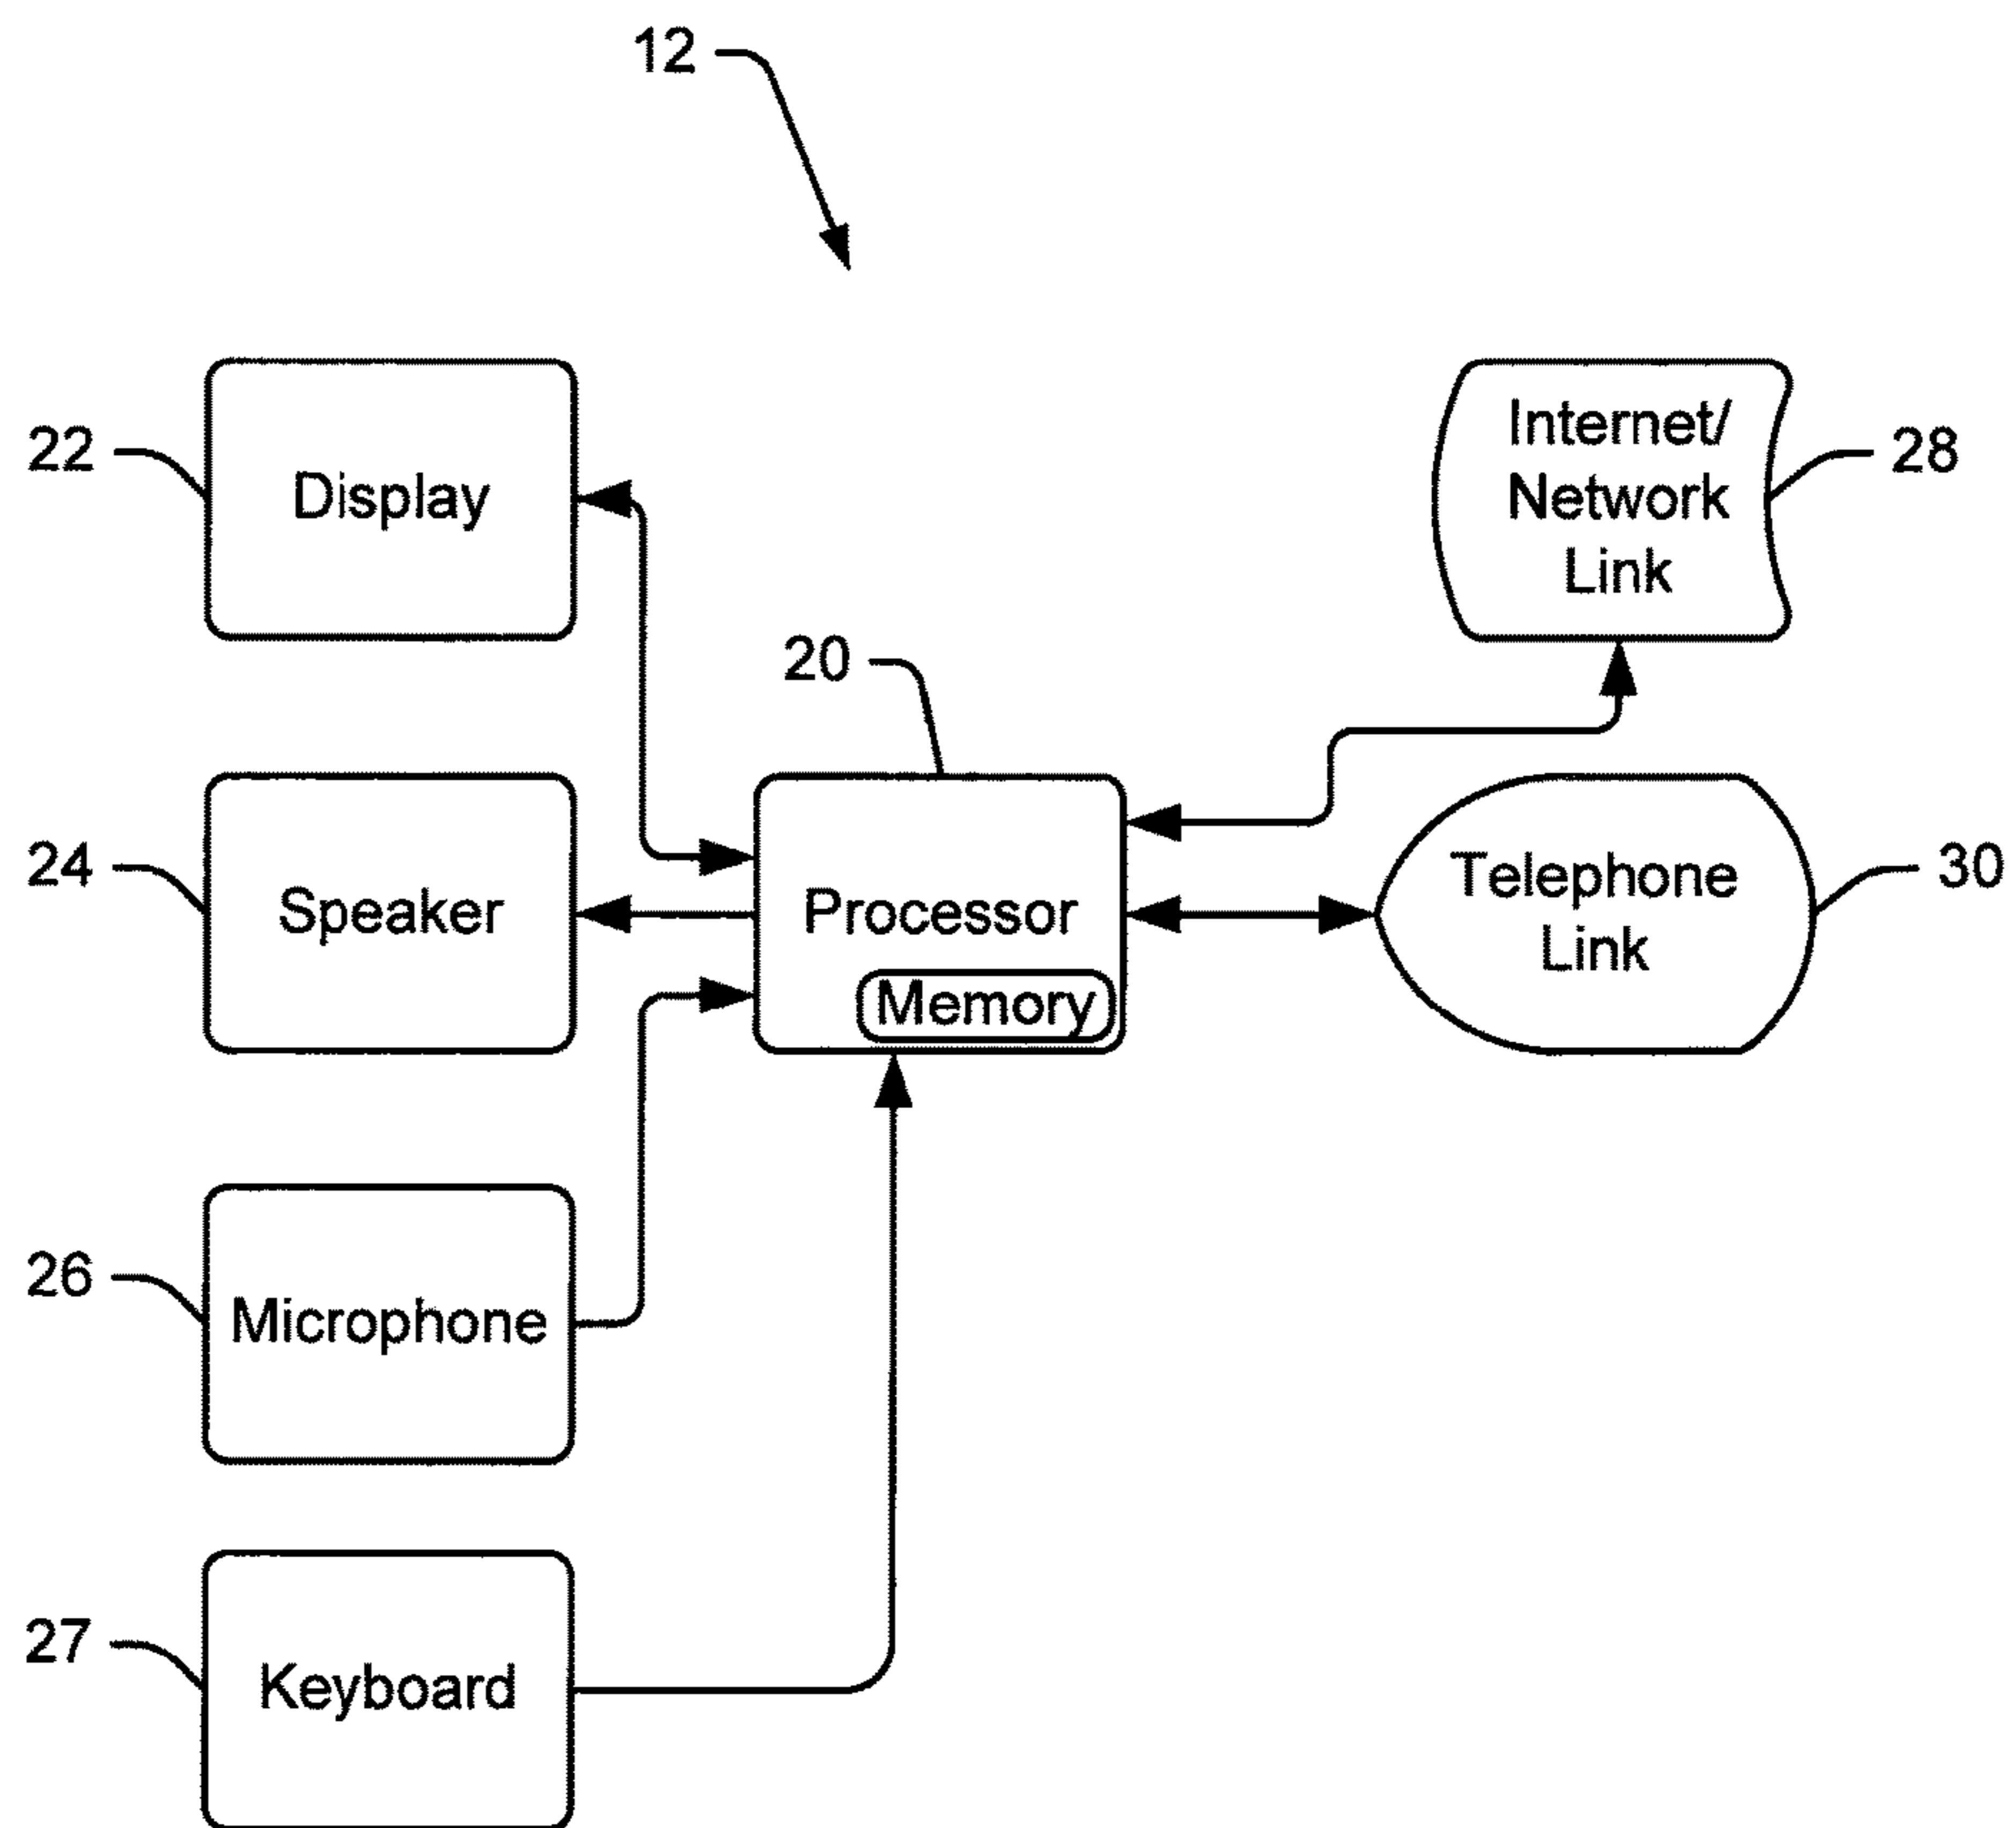 12
22
Display
Internet/
Network
Link
28
20
24
Speaker
Processor
Memory
Telephone
Link
30
26
Microphone
27
Keyboard